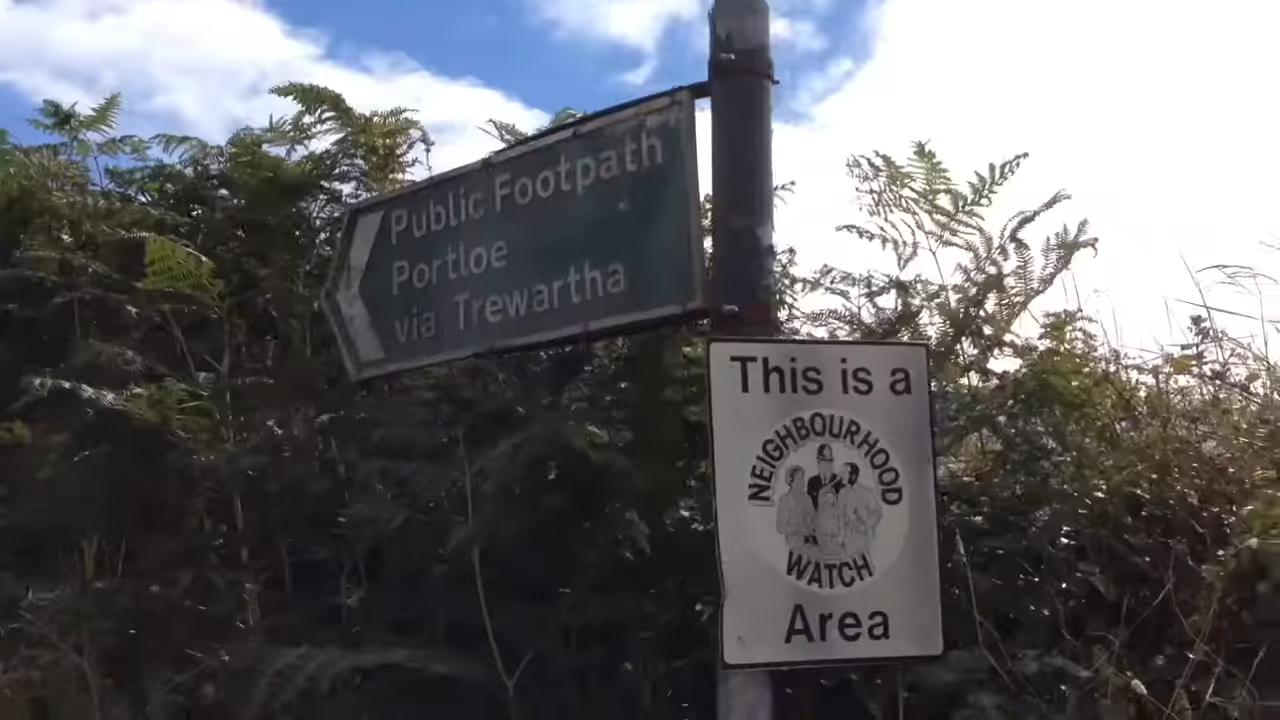 Public Footpath
Portloe
via Trewartha
This is a
NEIGHBOURHOOD
WATCH
Area